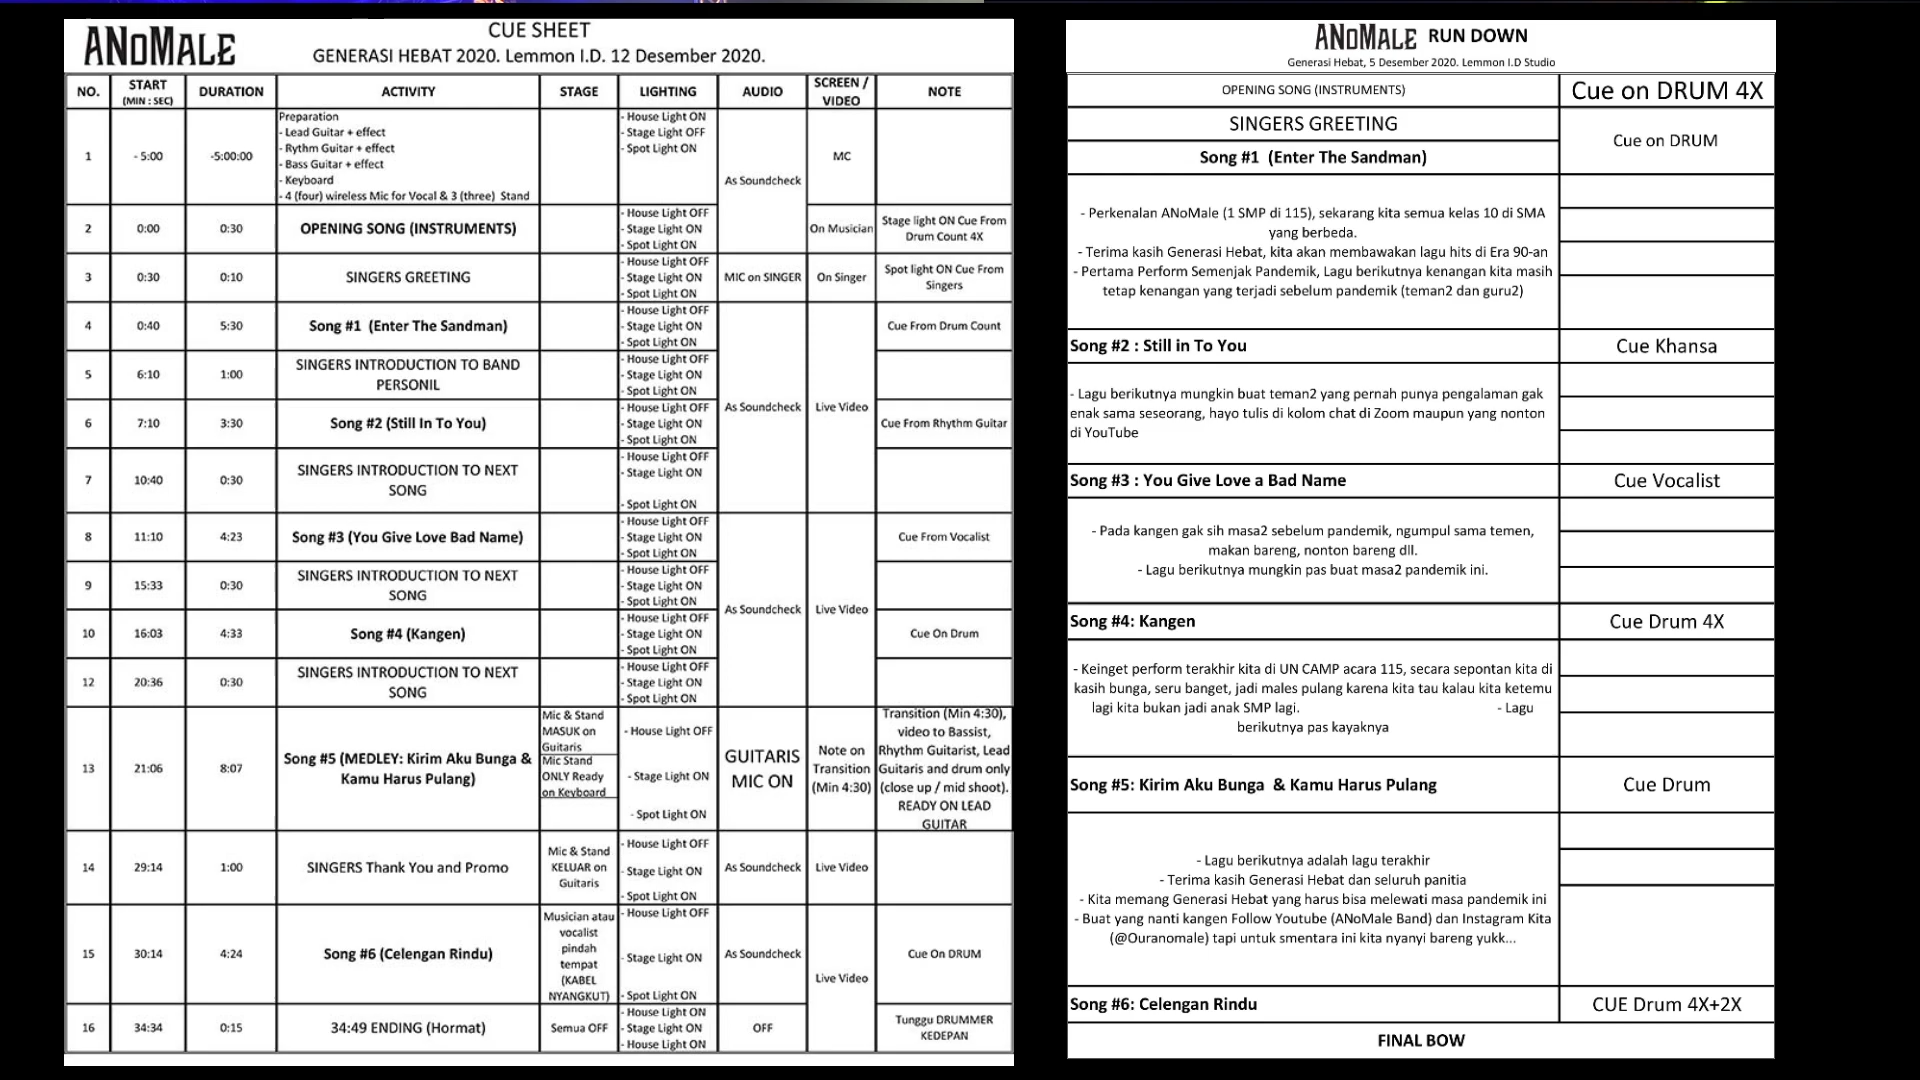 ANoMALE
CUE SHEET
GENERASI HEBAT 2020. Lemmon I.D. 12 Desember 2020.
NO.
START
(MIN : SEC)
DURATION
ACTIVITY
STAGE
LIGHTING
AUDIO
SCREEN /
VIDEO
NOTE
1
- 5:00
-5:00:00
Preparation
- Lead Guitar + effect
- Rythm Guitar + effect
- Bass Guitar + effect
- Keyboard
- 4 (four) wireless Mic for Vocal & 3 (three) Stand
- House Light ON
- Stage Light OFF
- Spot Light ON
As Soundcheck
MC
2
0:00
0:30
OPENING SONG (INSTRUMENTS)
- House Light OFF
- Stage Light ON
- Spot Light ON
On Musician
Stage light ON Cue From
Drum Count 4X
3
0:30
0:10
SINGERS GREETING
- House Light OFF
- Stage Light ON
- Spot Light ON
MIC on SINGER
On Singer
Spot light ON Cue From
Singers
4
0:40
5:30
Song #1 (Enter The Sandman)
- House Light OFF
- Stage Light ON
- Spot Light ON
Cue From Drum Count
5
6:10
1:00
SINGERS INTRODUCTION TO BAND
PERSONIL
- House Light OFF
- Stage Light ON
- Spot Light ON
As Soundcheck
Live Video
6
7:10
3:30
Song #2 (Still In To You)
- House Light OFF
- Stage Light ON
- Spot Light ON
Cue From Rhythm Guitar
7
10:40
0:30
SINGERS INTRODUCTION TO NEXT
SONG
- House Light OFF
- Stage Light ON
- Spot Light ON
8
11:10
4:23
Song #3 (You Give Love Bad Name)
- House Light OFF
- Stage Light ON
- Spot Light ON
Cue From Vocalist
9
15:33
0:30
SINGERS INTRODUCTION TO NEXT
SONG
- House Light OFF
- Stage Light ON
- Spot Light ON
As Soundcheck
Live Video
10
16:03
4:33
Song #4 (Kangen)
- House Light OFF
- Stage Light ON
- Spot Light ON
Cue On Drum
12
20:36
0:30
SINGERS INTRODUCTION TO NEXT
SONG
- House Light OFF
- Stage Light ON
- Spot Light ON
13
21:06
8:07
Song #5 (MEDLEY: Kirim Aku Bunga &
Kamu Harus Pulang)
Mic & Stand
MASUK on
Guitaris
Mic Stand
ONLY Ready
on Keyboard
- House Light OFF
- Stage Light ON
- Spot Light ON
GUITARIS
MIC ON
Note on
Transition
(Min 4:30)
Transition (Min 4:30),
video to Bassist,
Rhythm Guitarist, Lead
Guitaris and drum only
(close up / mid shoot).
READY ON LEAD
GUITAR
14
29:14
1:00
SINGERS Thank You and Promo
Mic & Stand
KELUAR on
Guitaris
- House Light OFF
- Stage Light ON
- Spot Light ON
As Soundcheck
Live Video
15
30:14
4:24
Song #6 (Celengan Rindu)
Musician atau
vocalist
pindah
tempat
(KABEL
NYANGKUT)
- House Light OFF
- Stage Light ON
- Spot Light ON
As Soundcheck
Live Video
Cue On DRUM
16
34:34
0:15
34:49 ENDING (Hormat)
Semua OFF
- House Light ON
- Stage Light ON
- House Light ON
OFF
Tunggu DRUMMER
KEDEPAN
ANoMALE RUN DOWN
Generasi Hebat, 5 Desember 2020. Lemmon I.D Studio
OPENING SONG (INSTRUMENTS)
Cue on DRUM 4X
SINGERS GREETING
Cue on DRUM
Song #1 (Enter The Sandman)
- Perkenalan ANoMale (1 SMP di 115), sekarang kita semua kelas 10 di SMA
yang berbeda.
- Terima kasih Generasi Hebat, kita akan membawakan lagu hits di Era 90-an
- Pertama Perform Semenjak Pandemik, Lagu berikutnya kenangan kita masih
tetap kenangan yang terjadi sebelum pandemik (teman2 dan guru2)
Song #2 : Still in To You
Cue Khansa
- Lagu berikutnya mungkin buat teman2 yang pernah punya pengalaman gak
enak sama seseorang, hayo tulis di kolom chat di Zoom maupun yang nonton
di YouTube
Song #3 : You Give Love a Bad Name
Cue Vocalist
- Pada kangen gak sih masa2 sebelum pandemik, ngumpul sama temen,
makan bareng, nonton bareng dll.
- Lagu berikutnya mungkin pas buat masa2 pandemik ini.
Song #4: Kangen
Cue Drum 4X
- Keinget perform terakhir kita di UN CAMP acara 115, secara sepontan kita di
kasih bunga, seru banget, jadi males pulang karena kita tau kalau kita ketemu
lagi kita bukan jadi anak SMP lagi. - Lagu
berikutnya pas kayaknya
Song #5: Kirim Aku Bunga & Kamu Harus Pulang
Cue Drum
- Lagu berikutnya adalah lagu terakhir
- Terima kasih Generasi Hebat dan seluruh panitia
- Kita memang Generasi Hebat yang harus bisa melewati masa pandemik ini
- Buat yang nanti kangen Follow Youtube (ANoMale Band) dan Instagram Kita
(@Ouranomale) tapi untuk smentara ini kita nyanyi bareng yukk...
Song #6: Celengan Rindu
CUE Drum 4X+2X
FINAL BOW